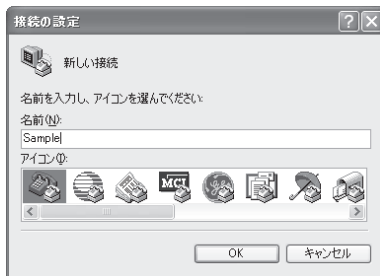 接続の設定
新しい接続
名前を入力し、アイコンを選んでください:
名前(N):
Sample
アイコン(I):
MCI
OK
キャンセル